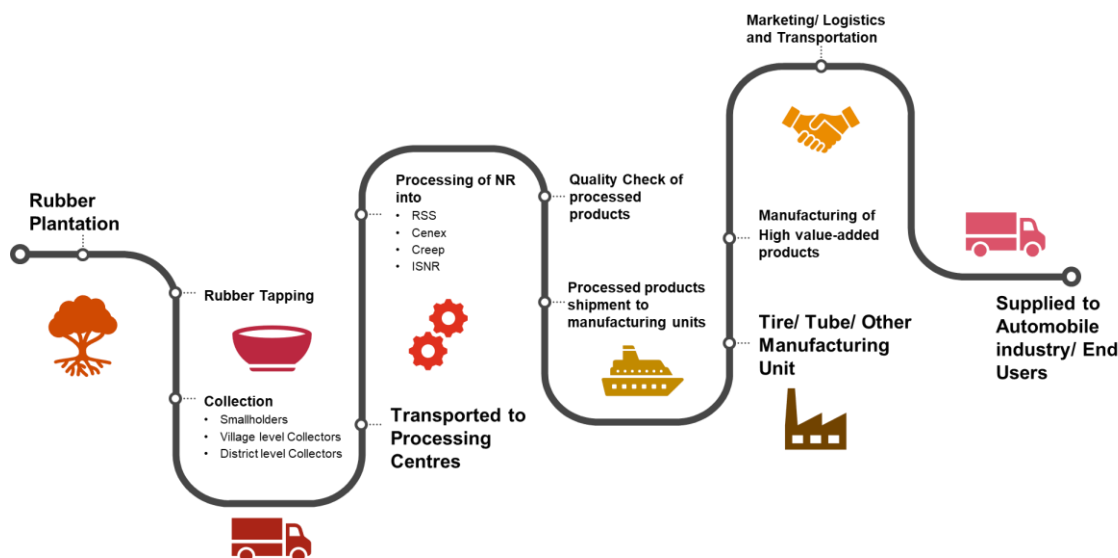 Rubber
Plantation
Rubber Tapping
Collection
• Smallholders
• Village level Collectors
• District level Collectors
Transported to
Processing
Centres
Processing of NR
into
• RSS
• Cenex
• Creep
• ISNR
Quality Check of
processed
products
Processed products
shipment to
manufacturing units
Tire/ Tube/ Other
Manufacturing
Unit
Manufacturing of
High value-added
products
Marketing/ Logistics
and Transportation
Supplied to
Automobile
industry/ End
Users